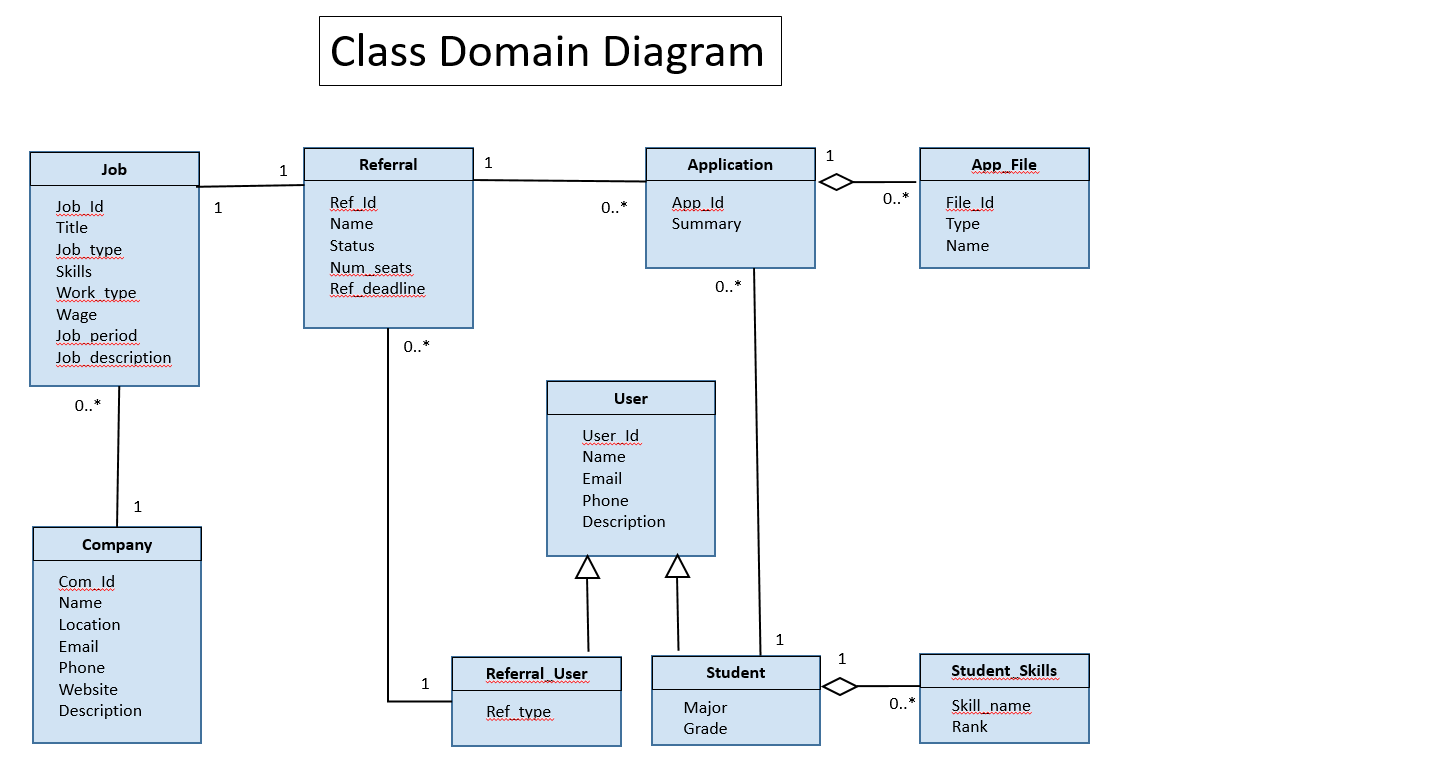 Class Domain Diagram
Job
Job_Id
Title
Job_type
Skills
Work_type
Wage
Job_period
Job_description
1
1
Referral
Ref_Id
Name
Status
Num_seats
Ref_deadline
1
0..*
Application
App_Id
Summary
1
0..*
App_File
File_Id
Type
Name
0..*
0..*
0..*
1
User
User_Id
Name
Email
Phone
Description
Company
Com_Id
Name
Location
Email
Phone
Website
Description
1
Referral_User
Ref_type
1
Student
Major
Grade
1
0..*
Student_Skills
Skill_name
Rank